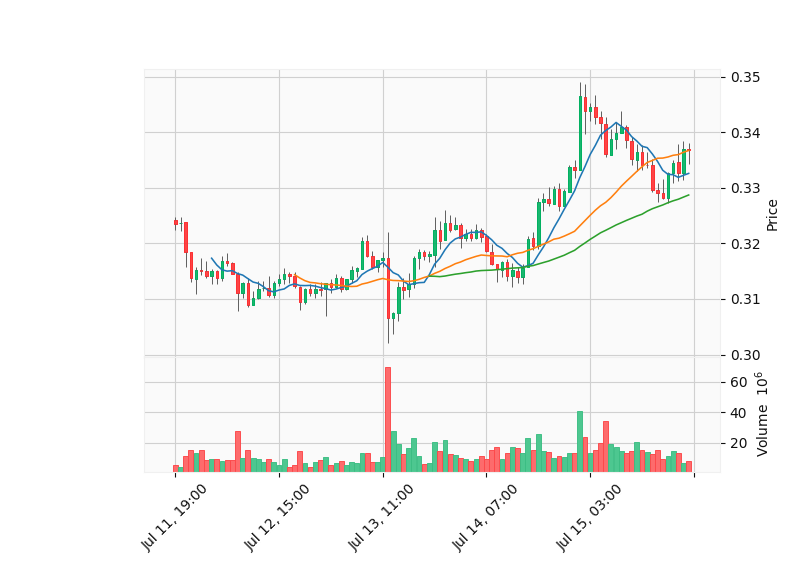 0.35
0.34
0.33
0.32
0.31
0.30
Price
60
40
20
Volume 10^6
Jul 11, 19:00
Jul 12, 15:00
Jul 13, 11:00
Jul 14, 07:00
Jul 15, 03:00